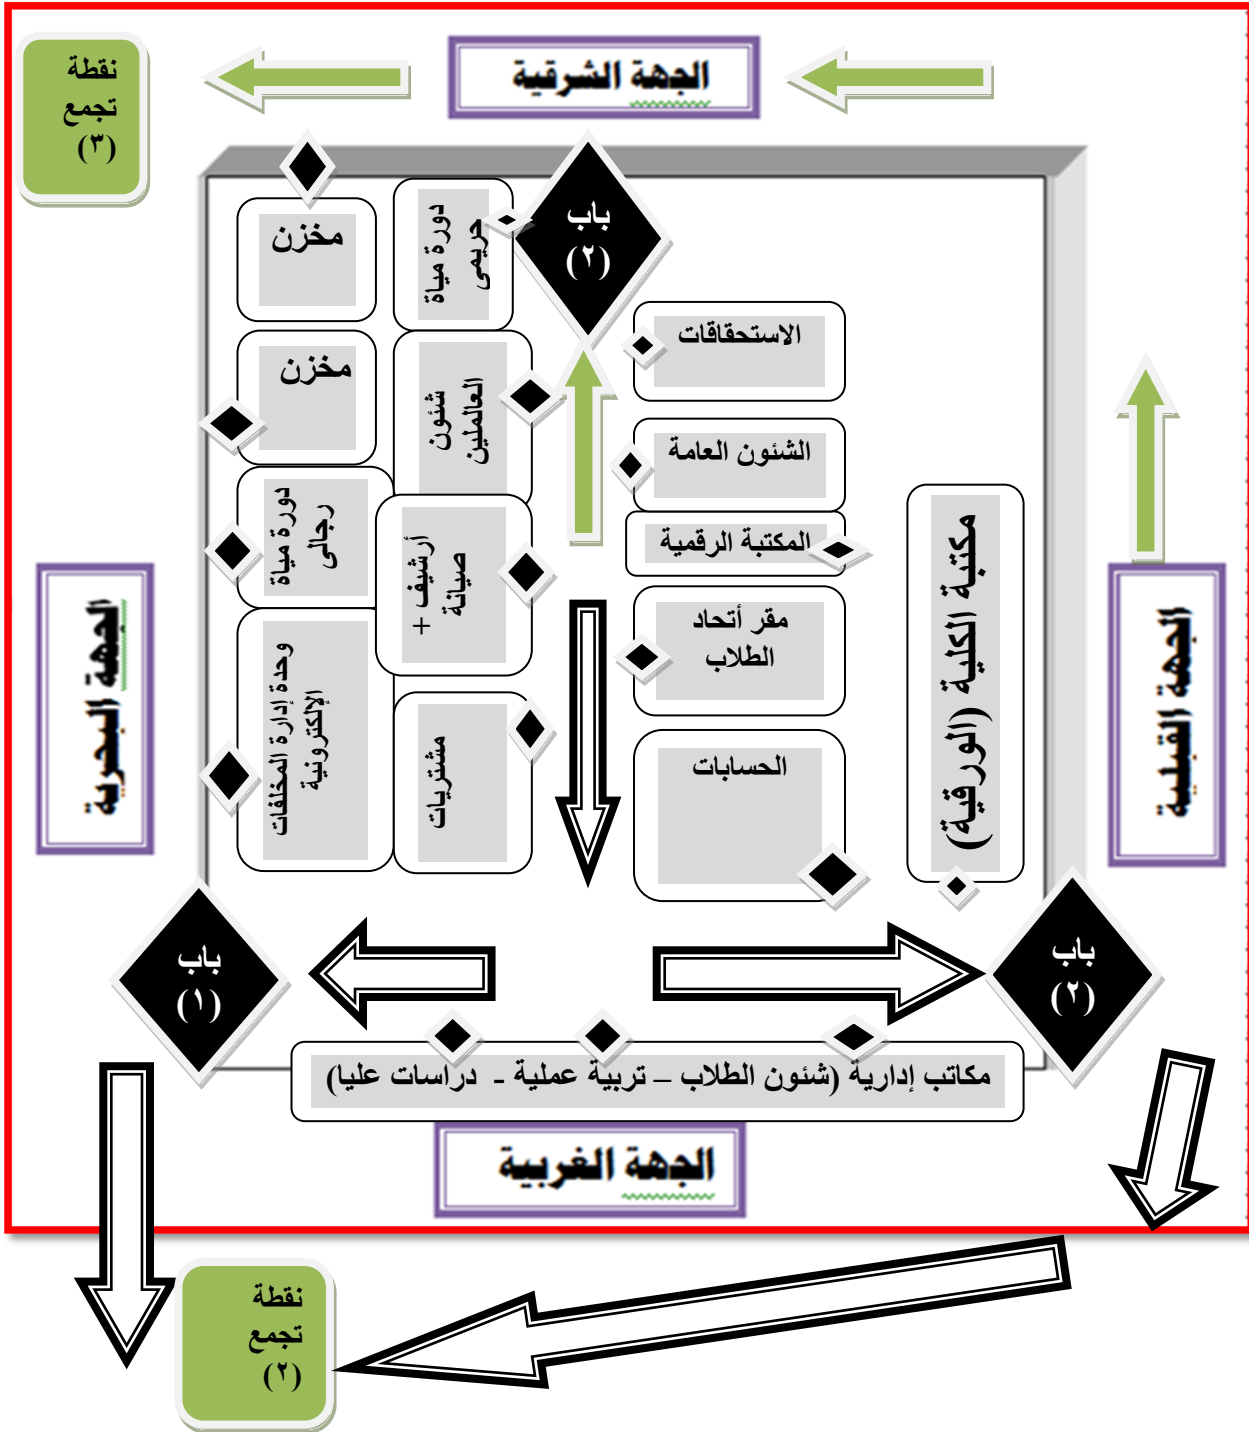 نقطة
تجمع
(٣)
الجهة الشرقية
باب
(٢)
دورة مياة
حريمى
مخزن
الاستحقاقات
شئون
العالملين
مخزن
الشئون العامة
دورة مياة
رجالى
أرشيف +
صيانة
المكتبة الرقمية
مكتبة الكلية (الورقية)
الجهة القبلية
الجهة البحرية
مقر أتحاد
الطلاب
وحدة إدارة المخلفات
الإلكترونية
مشتريات
الحسابات
باب
(٢)
باب
(١)
مكاتب إدارية (شئون الطلاب – تربية عملية - دراسات عليا)
الجهة الغربية
نقطة
تجمع
(٢)